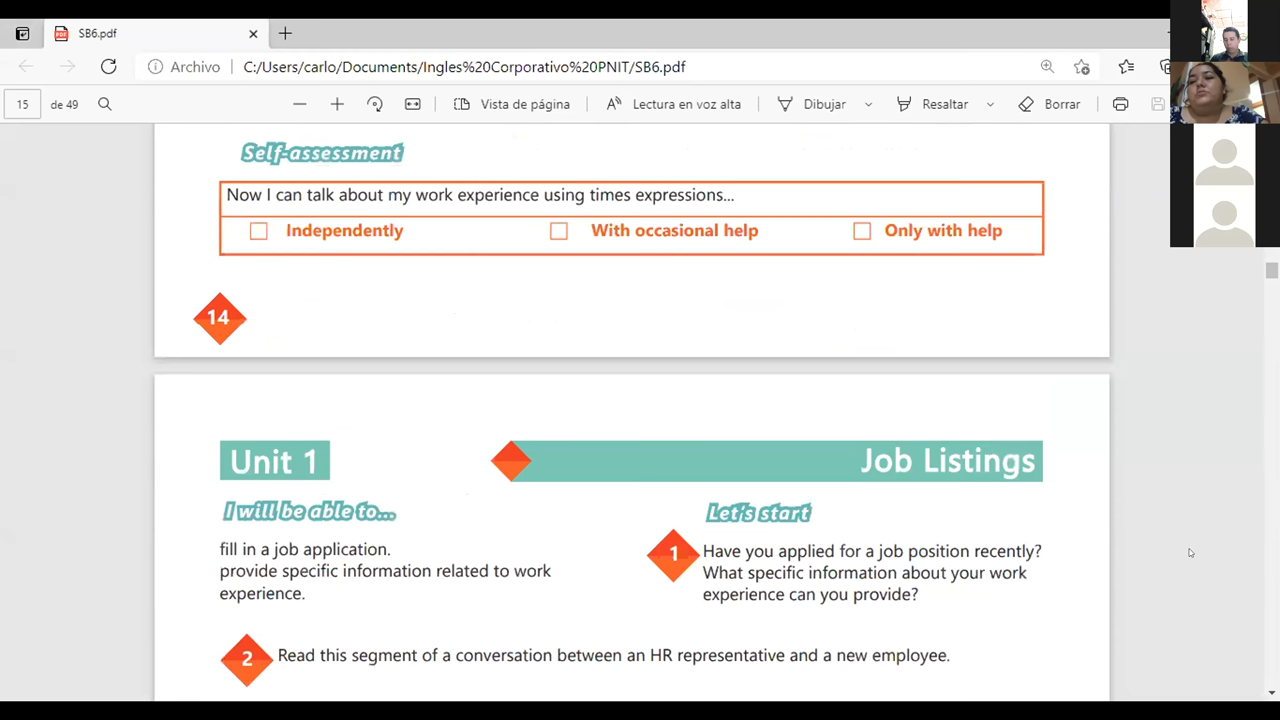 SB6.pdf
Archivo
C:/Users/carlo/Documents/Ingles%20Corporativo%20PNIT/SB6.pdf
15 de 49
Vista de página
Lectura en voz alta
Dibujar
Resaltar
Borrar
Self-assessment
Now I can talk about my work experience using times expressions...
Independently
With occasional help
Only with help
14
Unit 1
Job Listings
I will be able to...
fill in a job application.
provide specific information related to work
experience.
Let's start
1
Have you applied for a job position recently?
What specific information about your work
experience can you provide?
2
Read this segment of a conversation between an HR representative and a new employee.